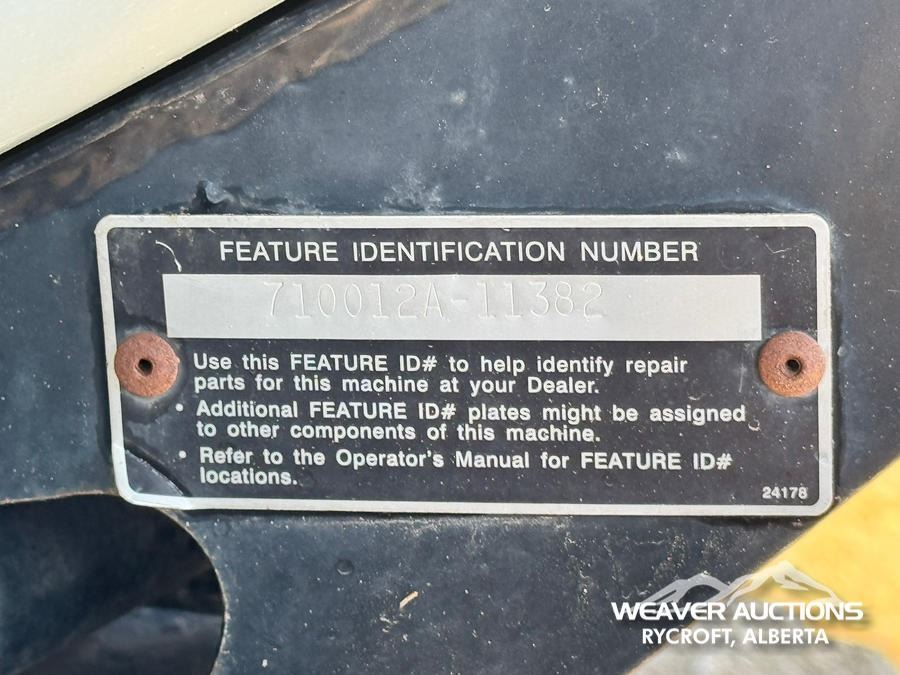 FEATURE IDENTIFICATION NUMBER
710012A-11382
Use this FEATURE ID# to help identify repair
parts for this machine at your Dealer.
• Additional FEATURE ID# plates might be assigned
to other components of this machine.
• Refer to the Operator's Manual for FEATURE ID#
locations.
24178
WEAVER AUCTIONS
RYCROFT, ALBERTA